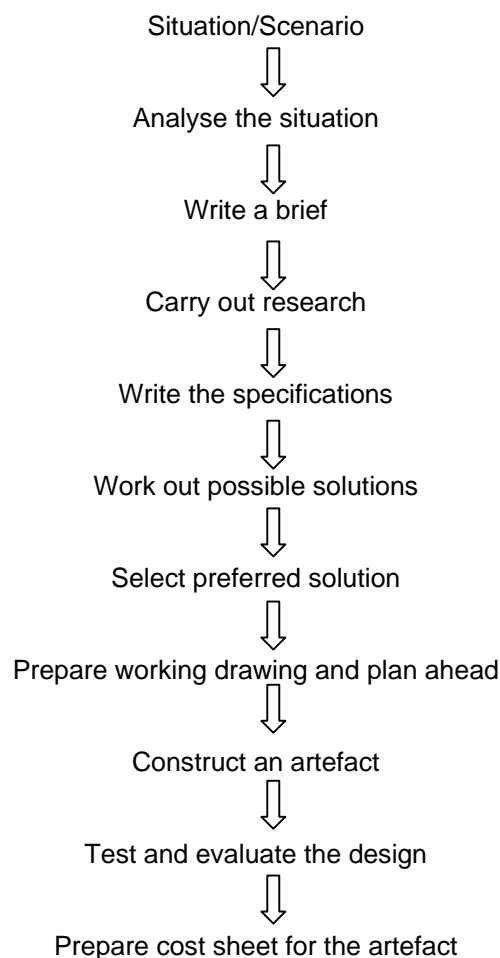 Situation/Scenario
Analyse the situation
Write a brief
Carry out research
Write the specifications
Work out possible solutions
Select preferred solution
Prepare working drawing and plan ahead
Construct an artefact
Test and evaluate the design
Prepare cost sheet for the artefact